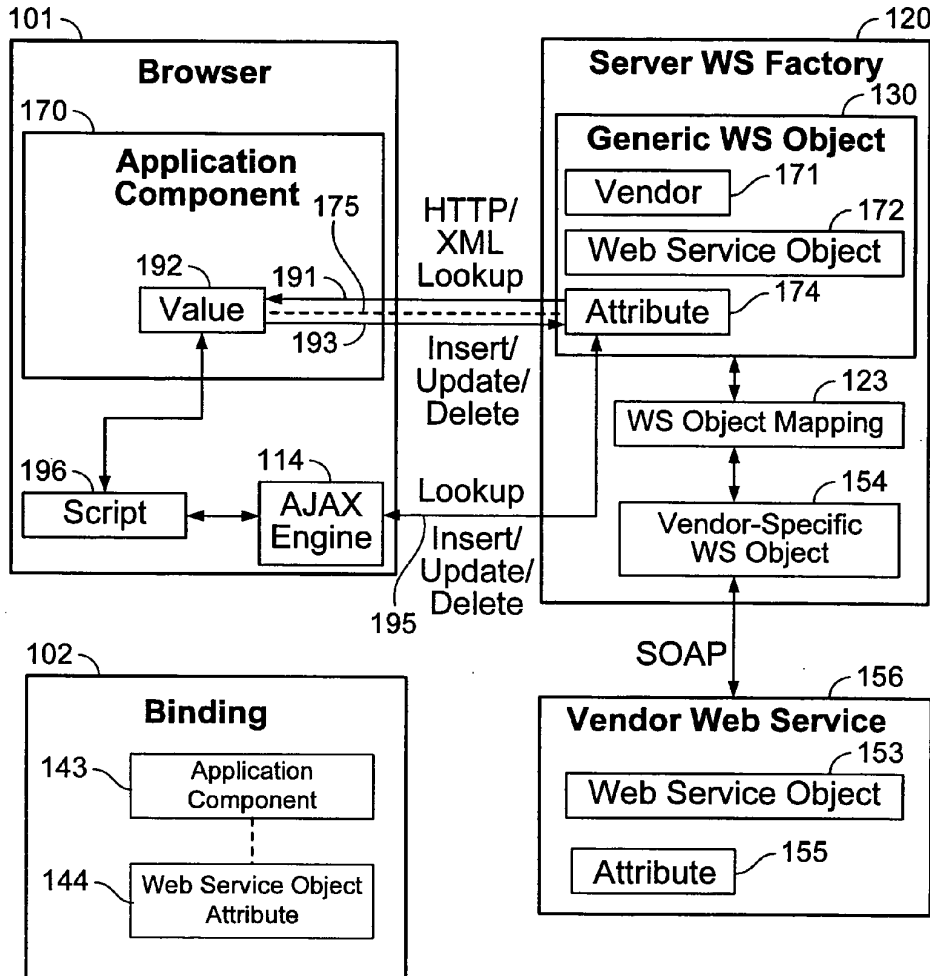 101
Browser
170
Application
Component
175
192
191
Value
193
196
Script
114
AJAX
Engine
HTTP/
XML
Lookup
Insert/
Update/
Delete
Lookup
Insert/
Update/
Delete
195
120
Server WS Factory
130
Generic WS Object
171
Vendor
172
Web Service Object
174
Attribute
123
WS Object Mapping
154
Vendor-Specific
WS Object
SOAP
102
Binding
143
Application
Component
144
Web Service Object
Attribute
156
Vendor Web Service
153
Web Service Object
155
Attribute